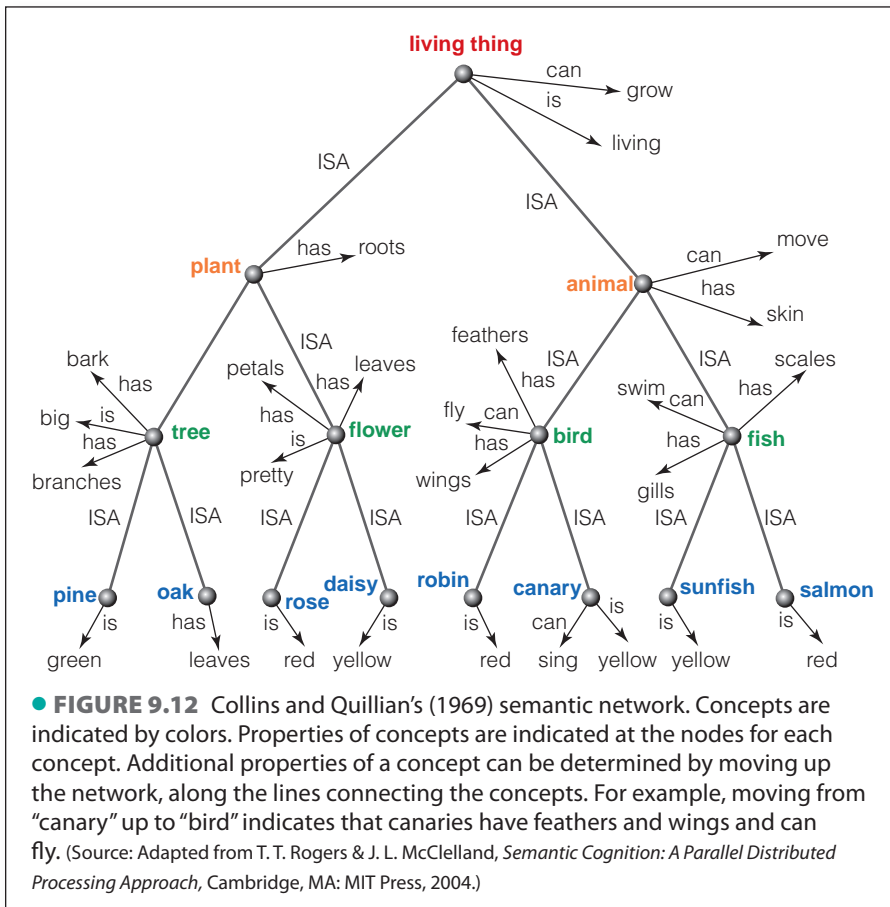 living thing
can
grow
is
living
ISA
ISA
plant
has
roots
animal
can
move
has
skin
ISA
bark
has
is
big
has
branches
tree
petals
has
leaves
has
is
pretty
flower
feathers
ISA
has
fly
can
has
wings
bird
ISA
swim
can
has
scales
has
gills
fish
ISA
ISA
ISA
ISA
ISA
ISA
ISA
ISA
pine
is
green
oak
has
leaves
rose
is
red
daisy
is
yellow
robin
is
red
canary
can
sing
is
yellow
sunfish
is
yellow
salmon
is
red
● FIGURE 9.12 Collins and Quillian’s (1969) semantic network. Concepts are
indicated by colors. Properties of concepts are indicated at the nodes for each
concept. Additional properties of a concept can be determined by moving up
the network, along the lines connecting the concepts. For example, moving from
“canary” up to “bird” indicates that canaries have feathers and wings and can
fly. (Source: Adapted from T. T. Rogers & J. L. McClelland, Semantic Cognition: A Parallel Distributed
Processing Approach, Cambridge, MA: MIT Press, 2004.)